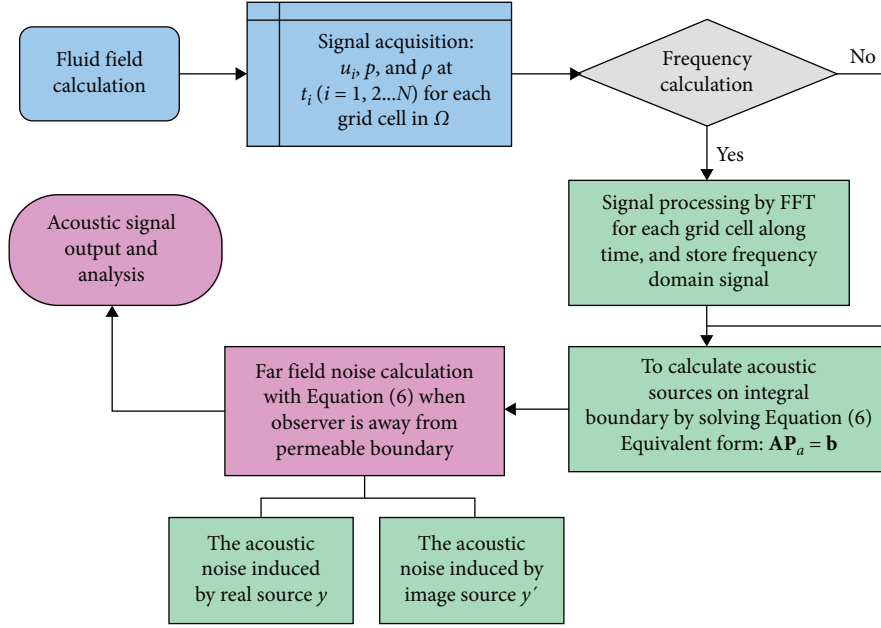 Fluid field
calculation
Signal acquisition:
u_i, p, and ρ at
t_i (i = 1, 2...N) for each
grid cell in Ω
Frequency
calculation
No
Yes
Signal processing by FFT
for each grid cell along
time, and store frequency
domain signal
To calculate acoustic
sources on integral
boundary by solving Equation (6)
Equivalent form: AP_a = b
Far field noise calculation
with Equation (6) when
observer is away from
permeable boundary
Acoustic signal
output and
analysis
The acoustic
noise induced
by real source y
The acoustic
noise induced by
image source y′